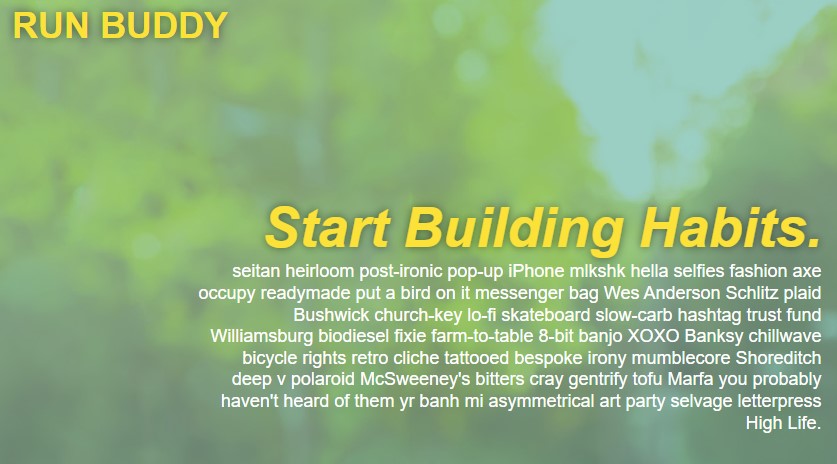 RUN BUDDY
Start Building Habits.
seitan heirloom post-ironic pop-up iPhone mlkshk hella selfies fashion axe
occupy readymade put a bird on it messenger bag Wes Anderson Schlitz plaid
Bushwick church-key lo-fi skateboard slow-carb hashtag trust fund
Williamsburg biodiesel fixie farm-to-table 8-bit banjo XOXO Banksy chillwave
bicycle rights retro cliche tattooed bespoke irony mumblecore Shoreditch
deep v polaroid McSweeney's bitters cray gentrify tofu Marfa you probably
haven't heard of them yr banh mi asymmetrical art party selvage letterpress
High Life.